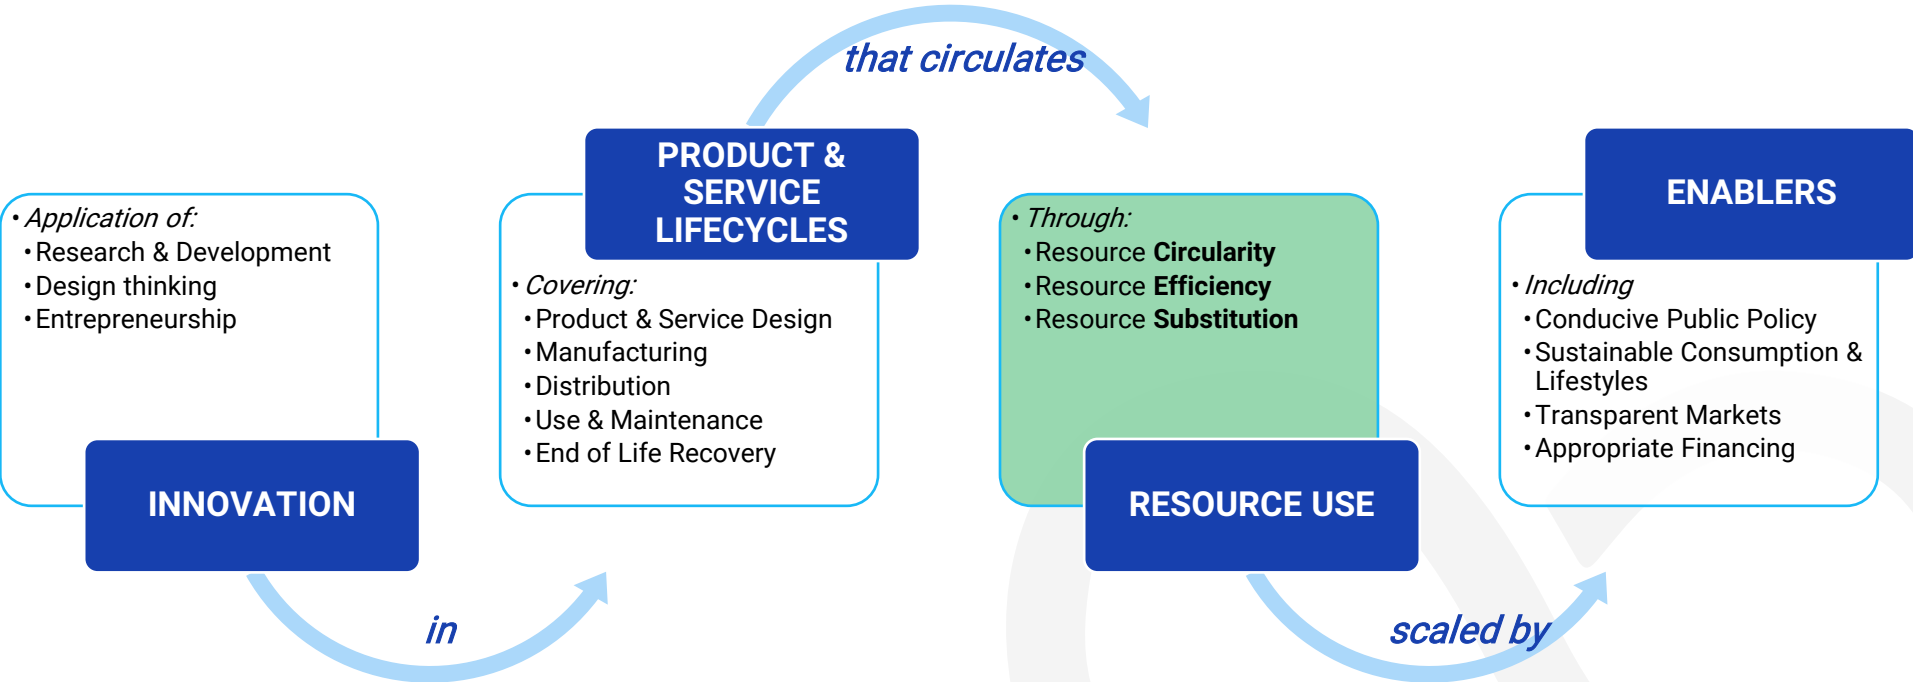 • Application of:
• Research & Development
• Design thinking
• Entrepreneurship
INNOVATION
in
PRODUCT &
SERVICE
LIFECYCLES
• Covering:
• Product & Service Design
• Manufacturing
• Distribution
• Use & Maintenance
• End of Life Recovery
that circulates
• Through:
• Resource Circularity
• Resource Efficiency
• Resource Substitution
RESOURCE USE
scaled by
ENABLERS
• Including
• Conducive Public Policy
• Sustainable Consumption &
Lifestyles
• Transparent Markets
• Appropriate Financing